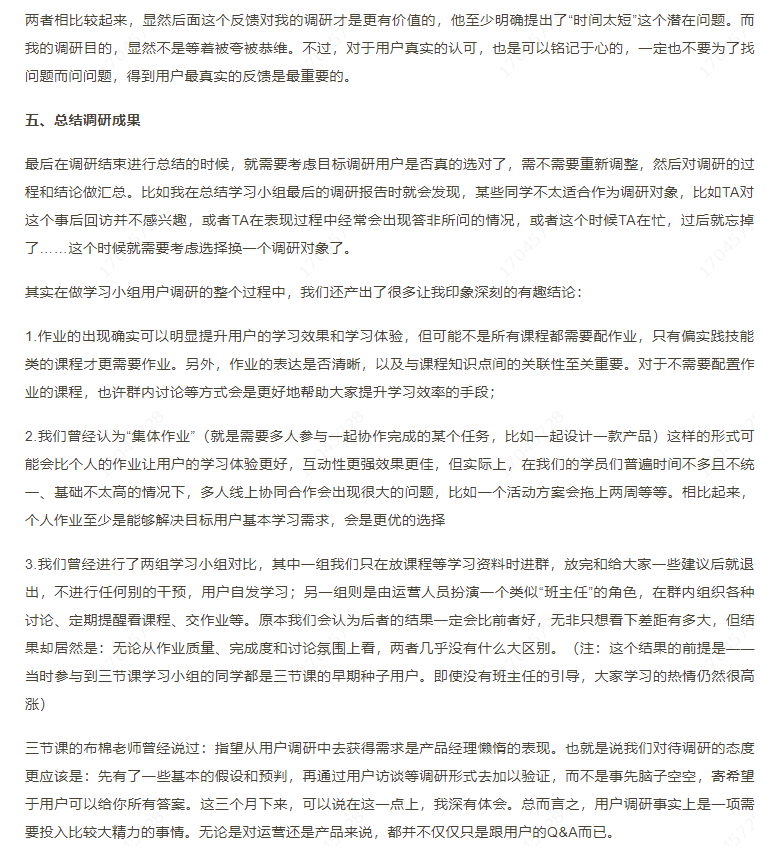 两者相比较起来，显然后面这个反馈对我的调研才是更有价值的，他至少明确提出了“时间太短”这个潜在问题。而
我的调研目的，显然不是等着被夸被恭维。不过，对于用户真实的认可，也是可以铭记于心的，一定也不要为了找
问题而问问题，得到用户最真实的反馈是最重要的。
五、总结调研成果
最后在调研结束进行总结的时候，就需要考虑目标调研用户是否真的选对了，需不需要重新调整，然后对调研的过
程和结论做汇总。比如我在总结学习小组最后的调研报告时就会发现，某些同学不太适合作为调研对象，比如TA对
这个事后回访并不感兴趣，或者TA在表现过程中经常会出现答非所问的情况，或者这个时候TA在忙，过后就忘掉
了……这个时候就需要考虑选择换一个调研对象了。
其实在做学习小组用户调研的整个过程中，我们还产出了很多让我印象深刻的有趣结论：
1.作业的出现确实可以明显提升用户的学习效果和学习体验，但可能不是所有课程都需要配作业，只有偏实践技能
类的课程才更需要作业。另外，作业的表达是否清晰，以及与课程知识点间的关联性至关重要。对于不需要配置作
业的课程，也许群内讨论等方式会是更好地帮助大家提升学习效率的手段；
2.我们曾经认为“集体作业”（就是需要多人参与一起协作完成的某个任务，比如一起设计一款产品）这样的形式可
能会比个人的作业让用户的学习体验更好，互动性更强效果更佳，但实际上，在我们的学员们普遍时间不多且不统
一、基础不太高的情况下，多人线上协同合作会出现很大的问题，比如一个活动方案会拖上两周等等。相比起来，
个人作业至少是能够解决目标用户基本学习需求，会是更优的选择
3.我们曾经进行了两组学习小组对比，其中一组我们只在放课程等学习资料时进群，放完和给大家一些建议后就退
出，不进行任何别的干预，用户自发学习；另一组则是由运营人员扮演一个类似“班主任”的角色，在群内组织各种
讨论、定期提醒看课程、交作业等。原本我们会认为后者的结果一定会比前者好，无非只想看下差距有多大，但结
果却居然是：无论从作业质量、完成度和讨论氛围上看，两者几乎没有什么大区别。（注：这个结果的前提是——
当时参与到三节课学习小组的同学都是三节课的早期种子用户。即使没有班主任的引导，大家学习的热情仍然很高
涨）
三节课的布棉老师曾经说过：指望从用户调研中去获得需求是产品经理懒惰的表现。也就是说我们对待调研的态度
更应该是：先有了一些基本的假设和预判，再通过用户访谈等调研形式去加以验证，而不是事先脑子空空，寄希望
于用户可以给你所有答案。这三个月下来，可以说在这一点上，我深有体会。总而言之，用户调研事实上是一项需
要投入比较大精力的事情。无论是对运营还是产品来说，都并不仅仅只是跟用户的Q&A而已。